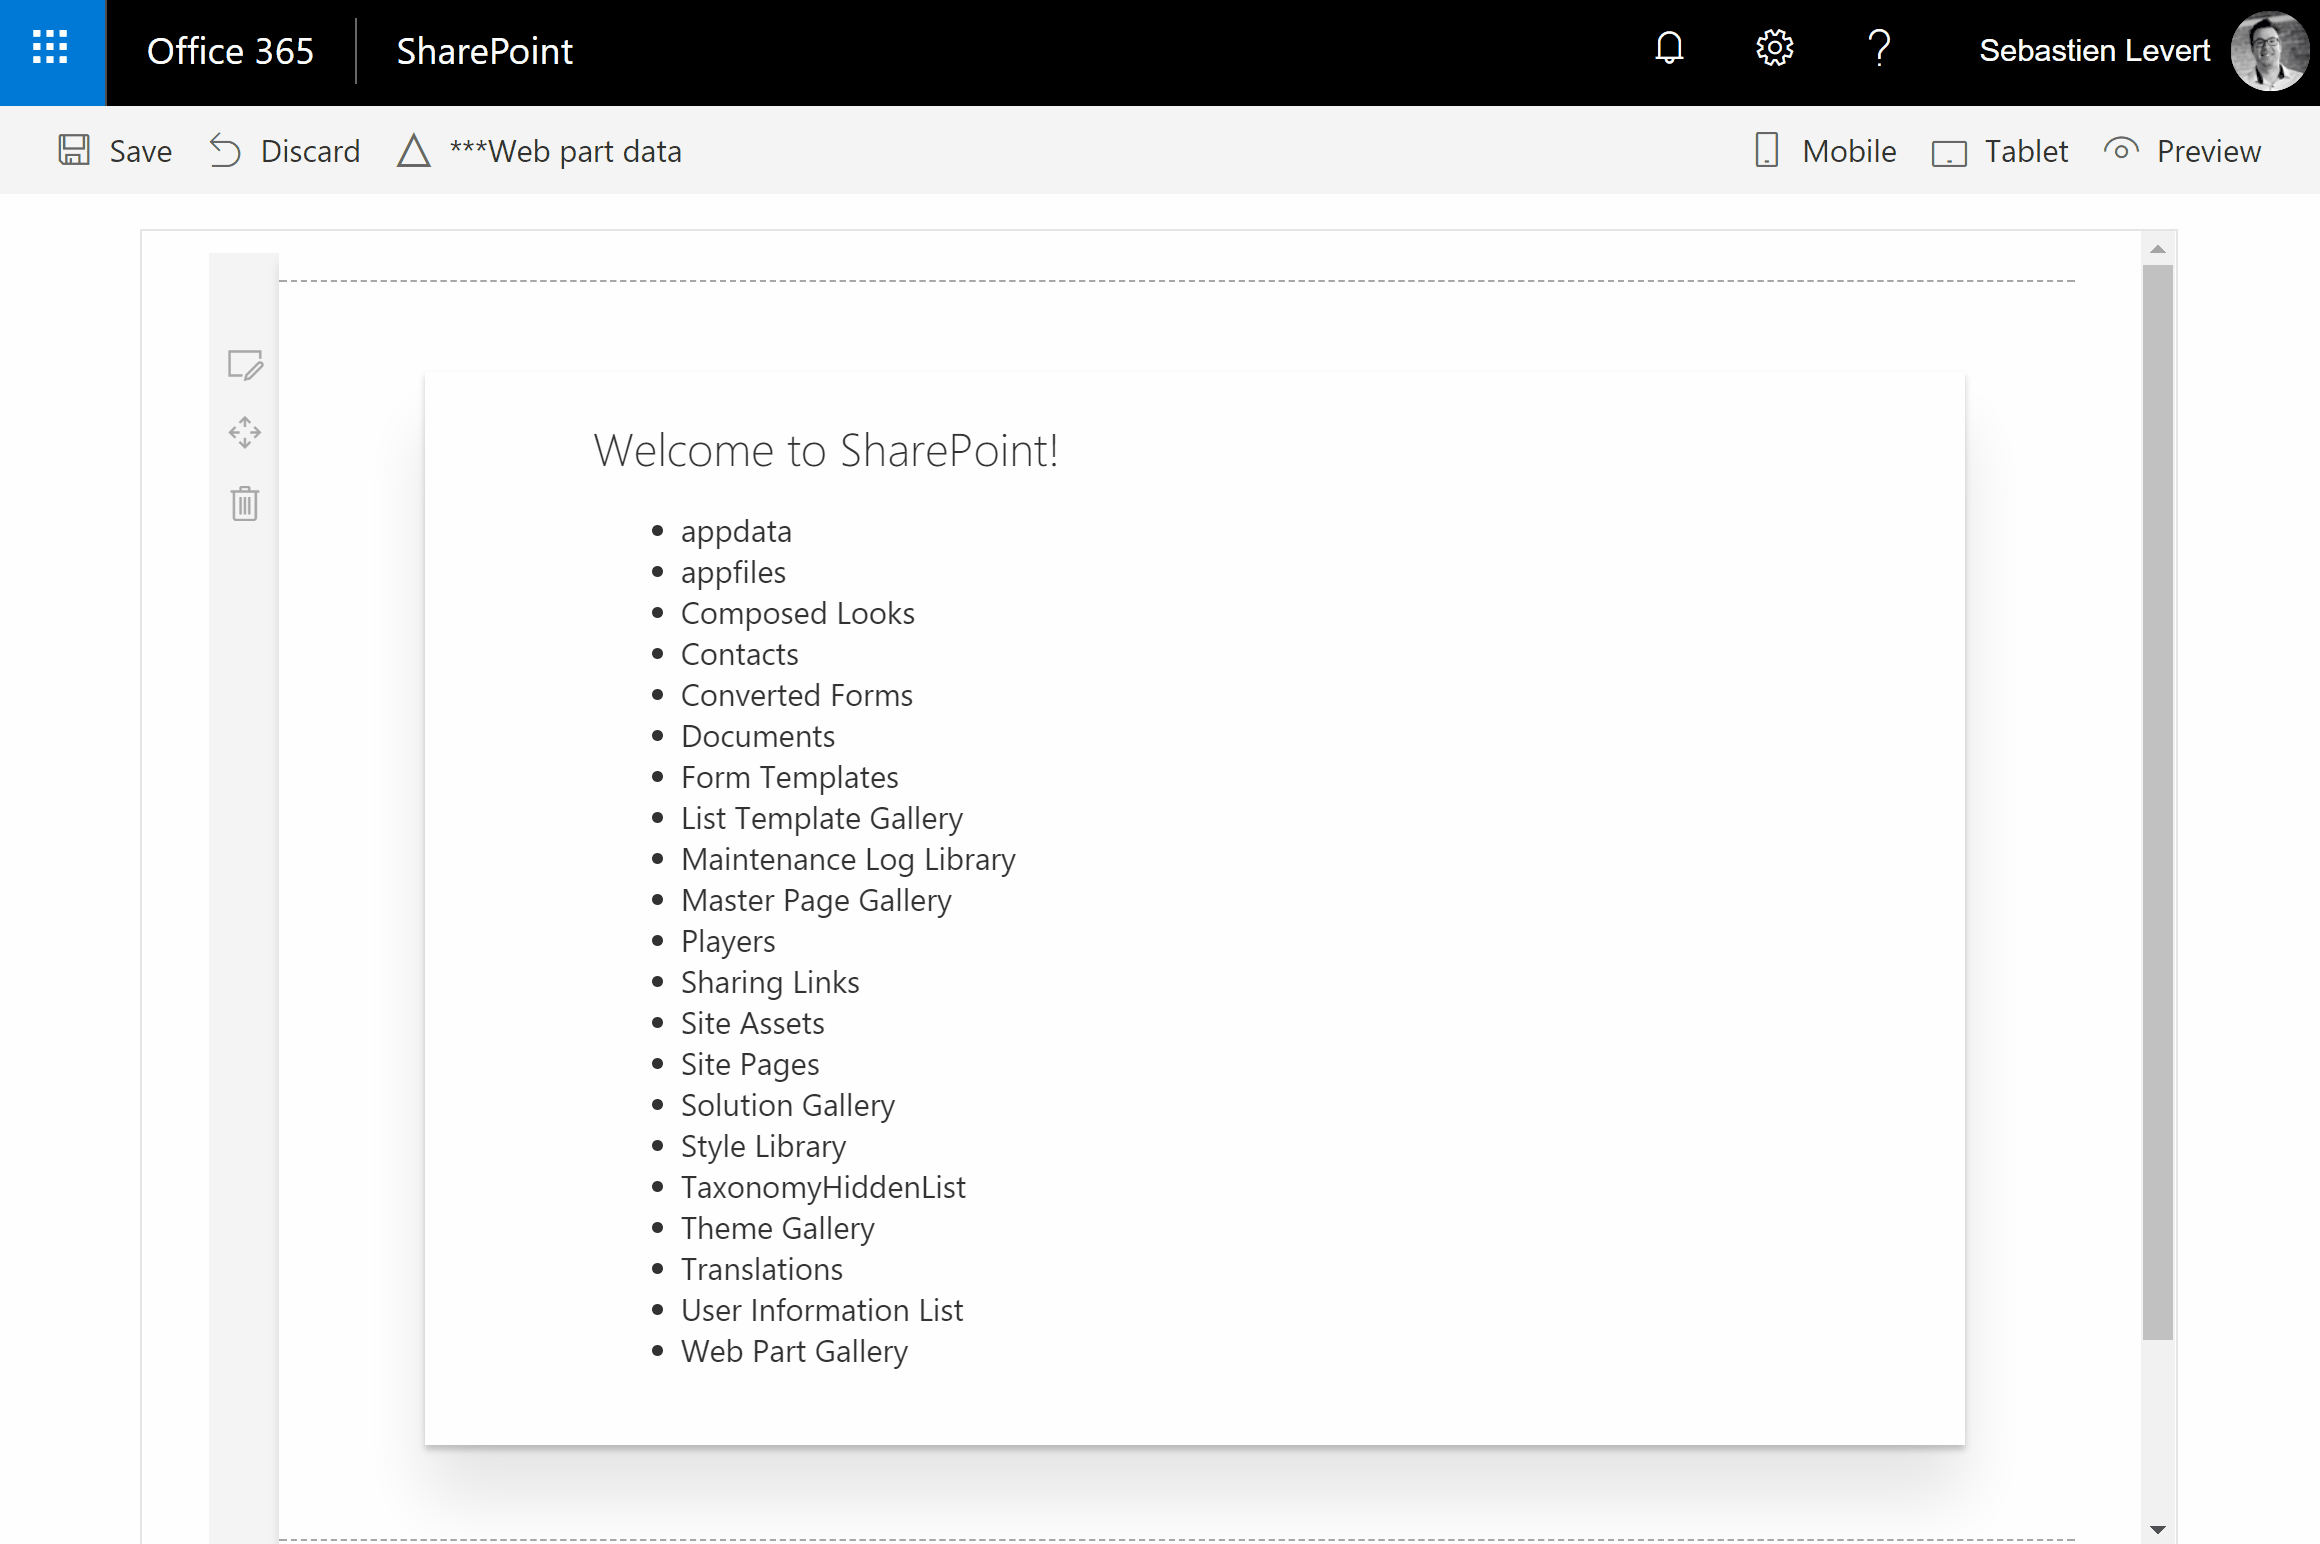 Office 365
SharePoint
Sebastien Levert
Save
Discard
***Web part data
Mobile
Tablet
Preview
Welcome to SharePoint!
appdata
appfiles
Composed Looks
Contacts
Converted Forms
Documents
Form Templates
List Template Gallery
Maintenance Log Library
Master Page Gallery
Players
Sharing Links
Site Assets
Site Pages
Solution Gallery
Style Library
TaxonomyHiddenList
Theme Gallery
Translations
User Information List
Web Part Gallery